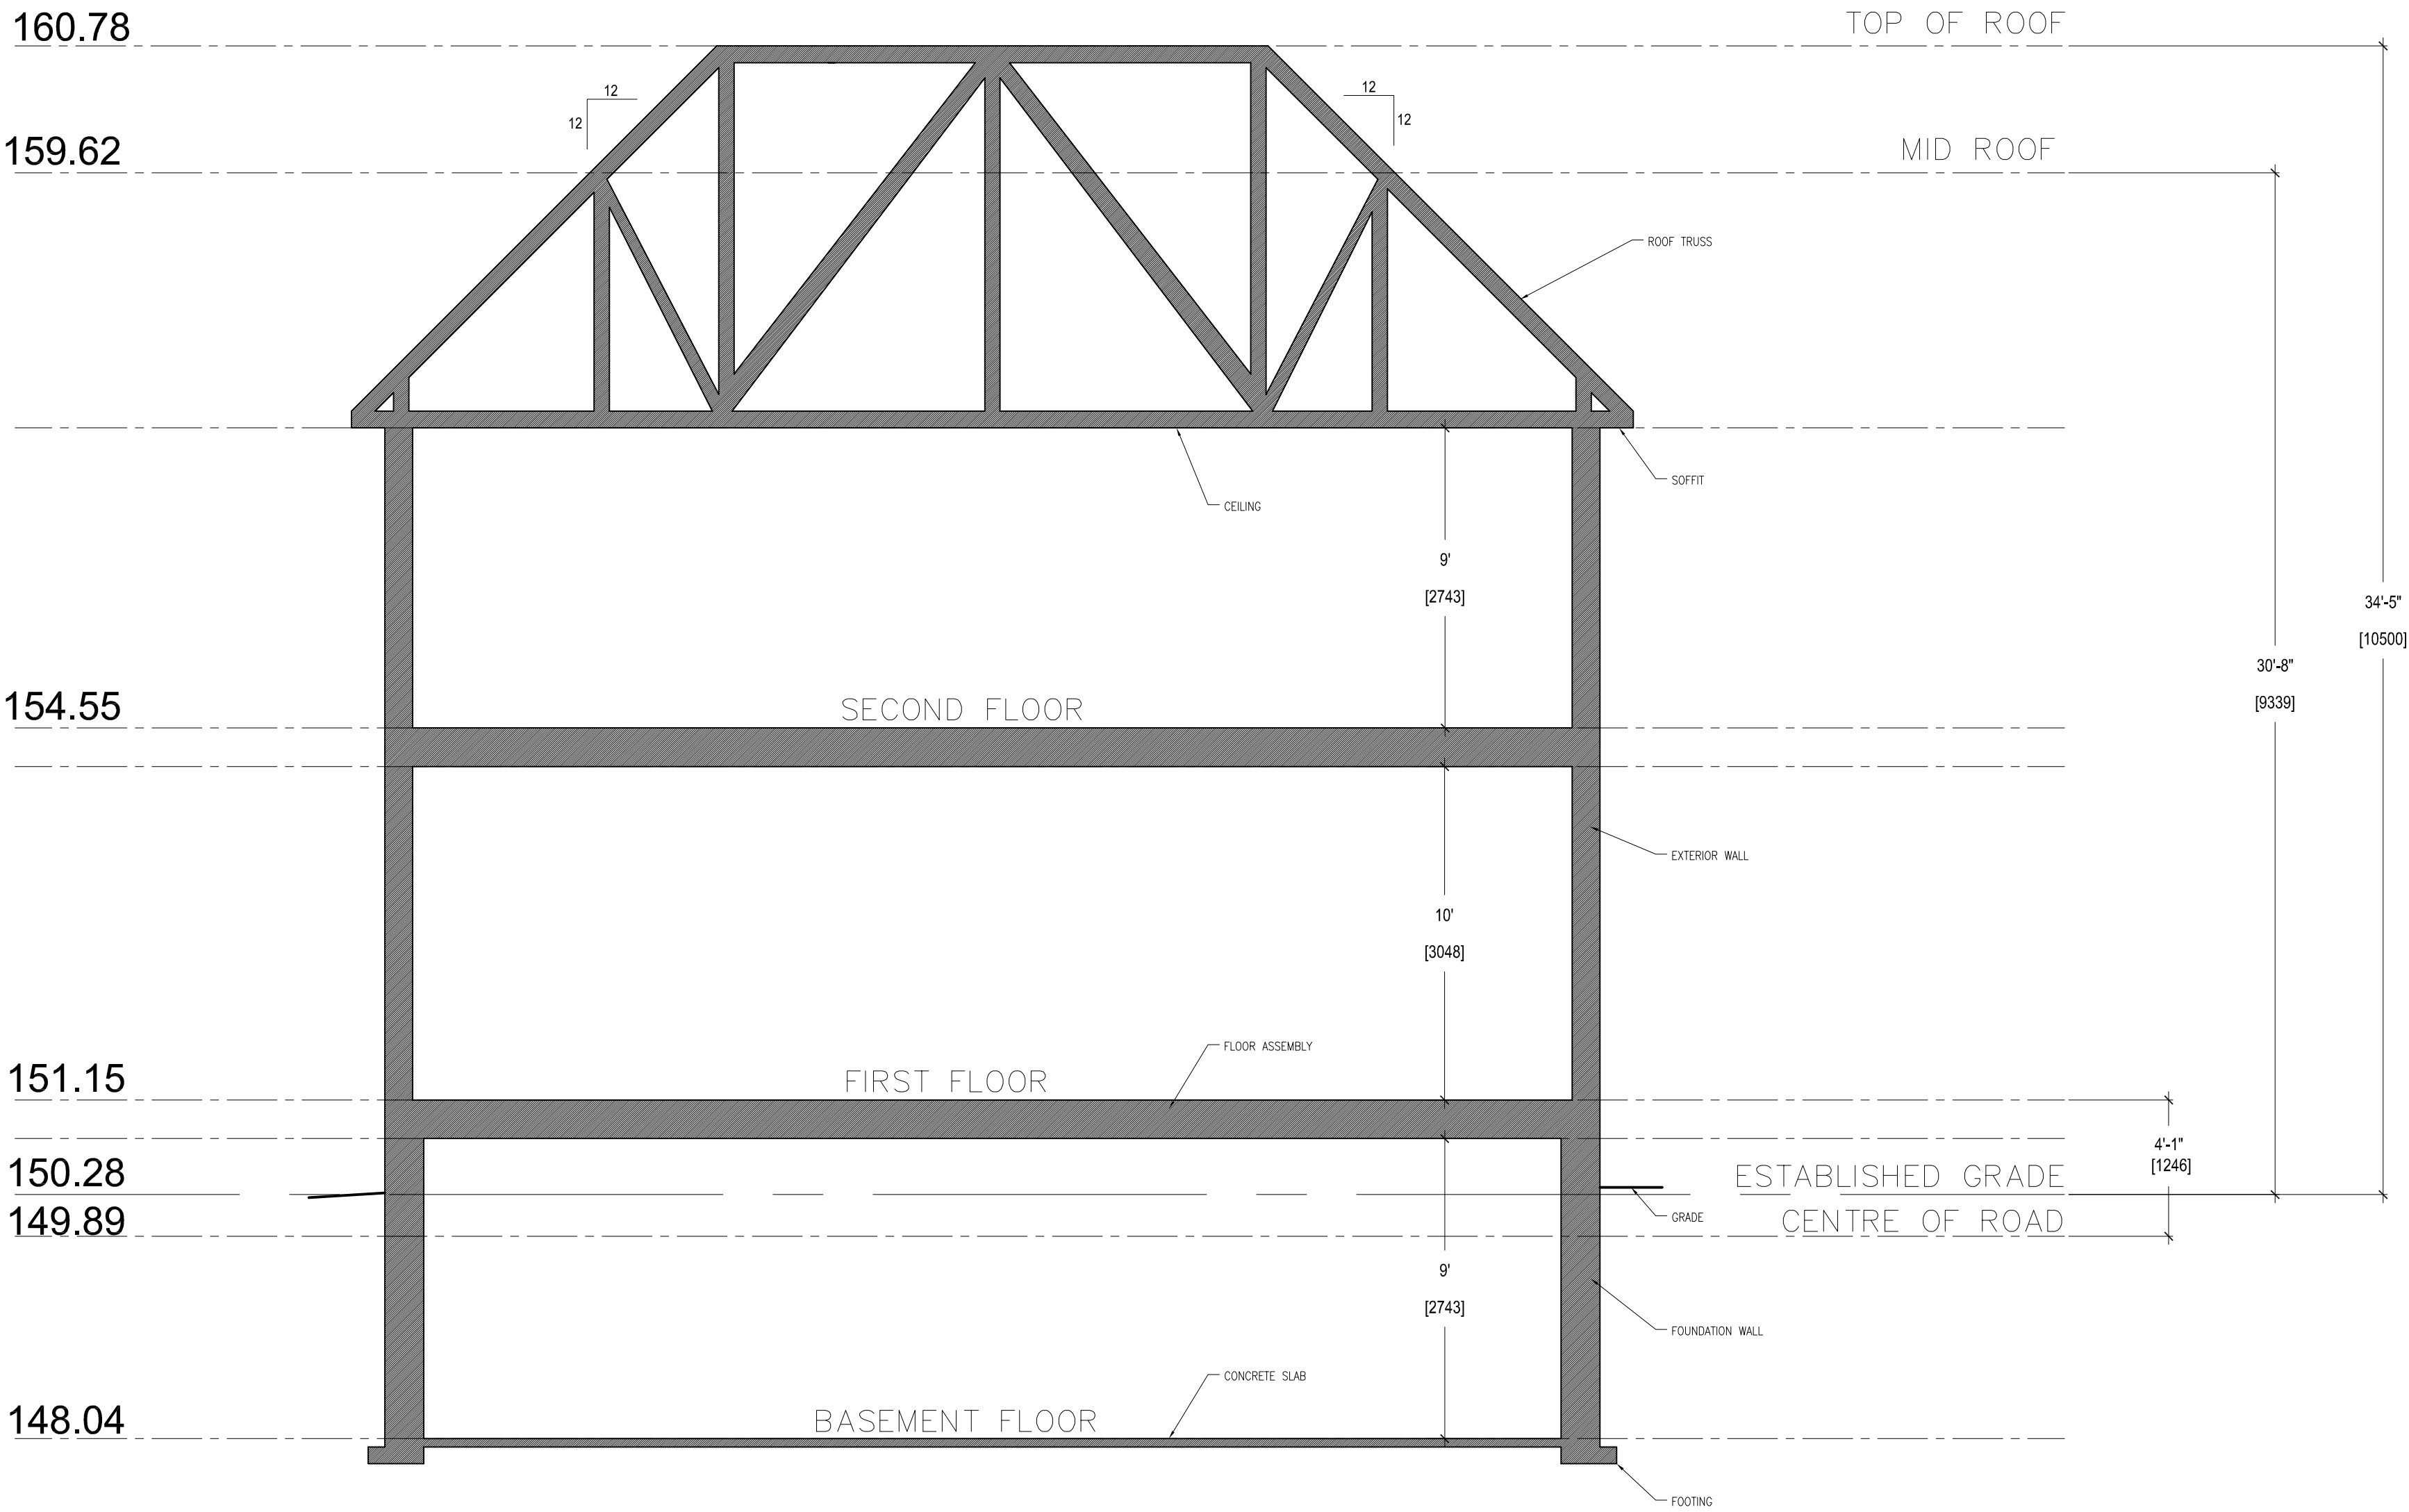 160.78
TOP OF ROOF
12
12
12
12
159.62
MID ROOF
ROOF TRUSS
SOFFIT
CEILING
9'
[2743]
34'-5"
[10500]
30'-8"
[9339]
154.55
SECOND FLOOR
EXTERIOR WALL
10'
[3048]
FLOOR ASSEMBLY
151.15
FIRST FLOOR
4'-1"
[1246]
150.28
ESTABLISHED GRADE
149.89
GRADE
CENTRE OF ROAD
9'
[2743]
FOUNDATION WALL
CONCRETE SLAB
148.04
BASEMENT FLOOR
FOOTING